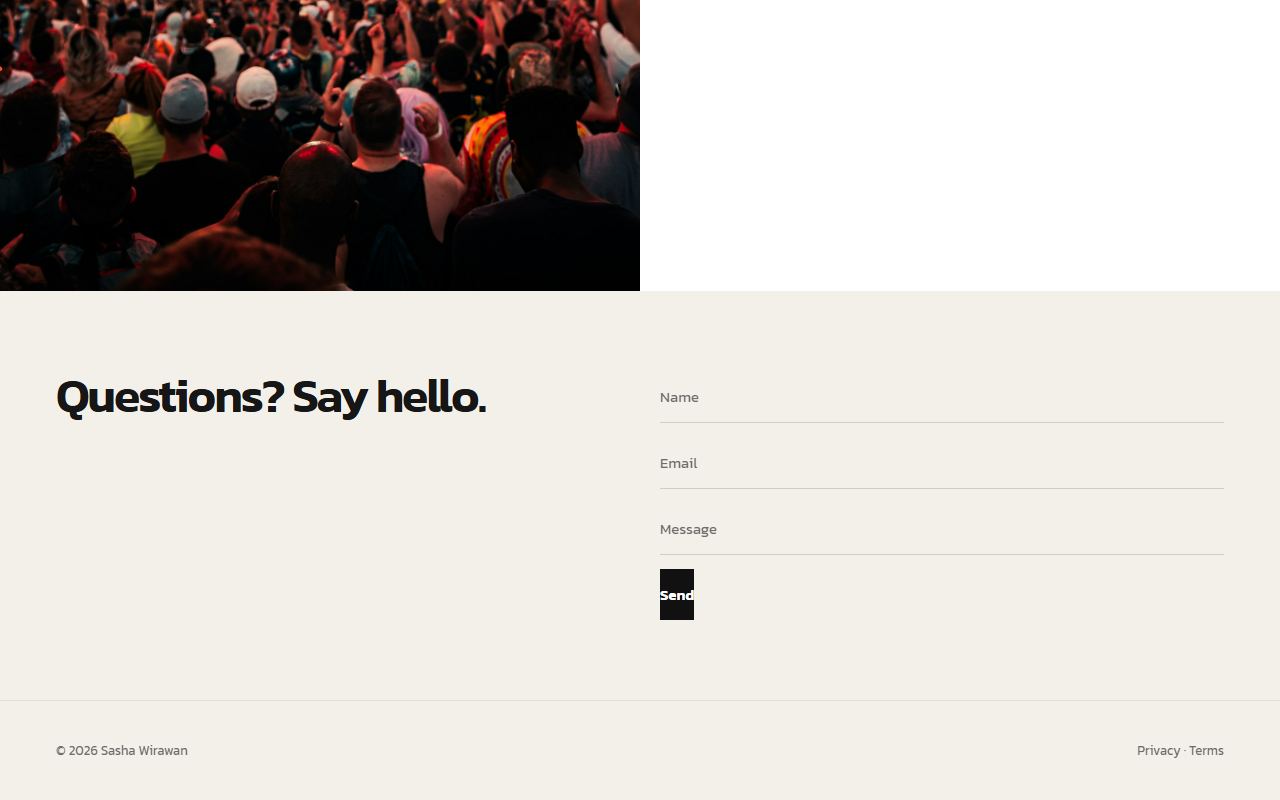 Questions? Say hello.
Name
Email
Message
Send
© 2026 Sasha Wirawan
Privacy · Terms